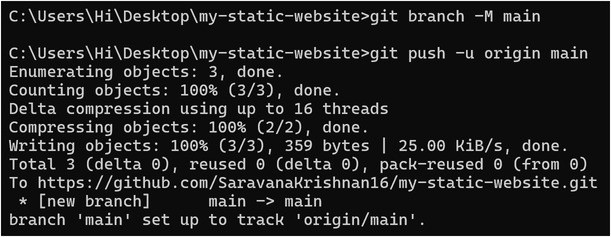 C:\Users\Hi\Desktop\my-static-website>git branch -M main
C:\Users\Hi\Desktop\my-static-website>git push -u origin main
Enumerating objects: 3, done.
Counting objects: 100% (3/3), done.
Delta compression using up to 16 threads
Compressing objects: 100% (2/2), done.
Writing objects: 100% (3/3), 359 bytes | 25.00 KiB/s, done.
Total 3 (delta 0), reused 0 (delta 0), pack-reused 0 (from 0)
To https://github.com/SaravanaKrishnan16/my-static-website.git
 * [new branch]      main -> main
branch 'main' set up to track 'origin/main'.